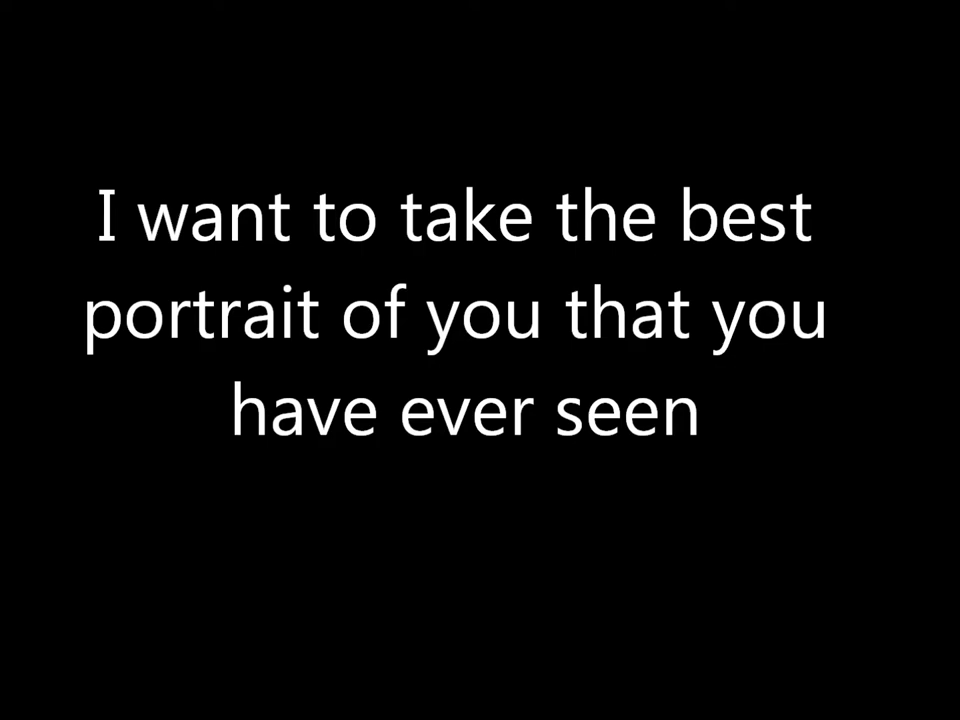 I want to take the best
portrait of you that you
have ever seen